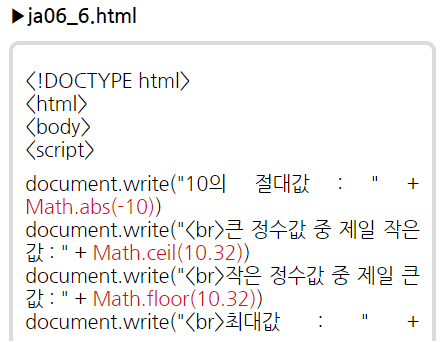 ▶ja06_6.html
<!DOCTYPE html>
<html>
<body>
<script>
document.write("10의 절대값 : " +
Math.abs(-10))
document.write("<br>큰 정수값 중 제일 작은
값 : " + Math.ceil(10.32))
document.write("<br>작은 정수값 중 제일 큰
값 : " + Math.floor(10.32))
document.write("<br>최대값 : " +